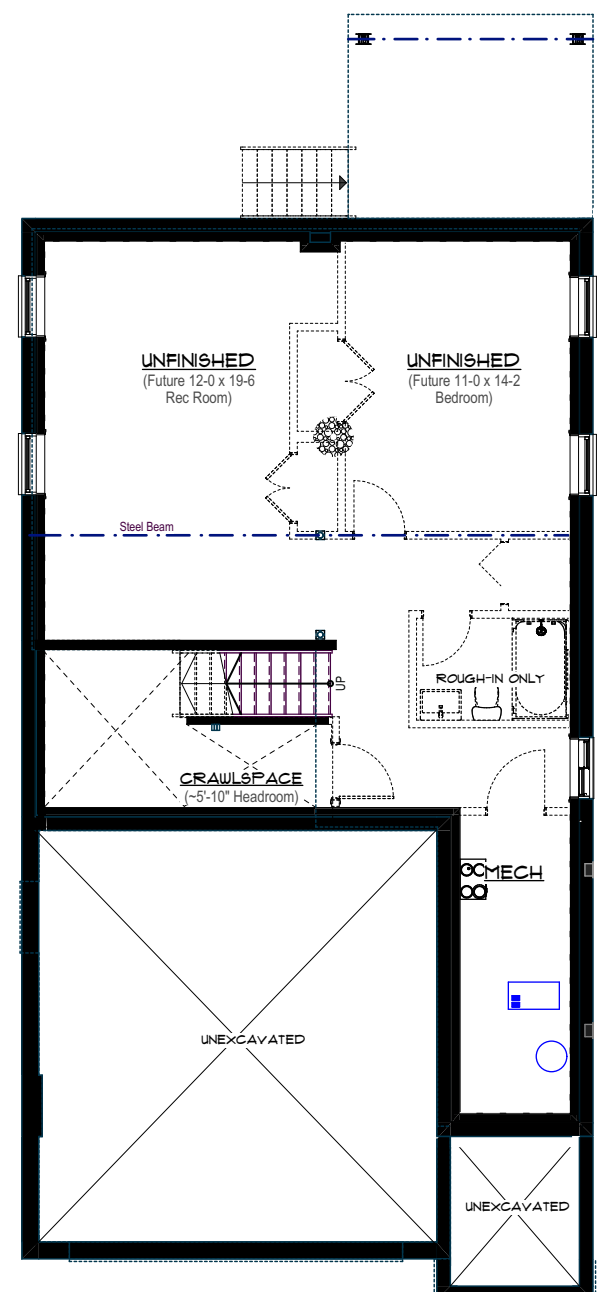 UNFINISHED
(Future 12-0 x 19-6
Rec Room)
UNFINISHED
(Future 11-0 x 14-2
Bedroom)
Steel Beam
ROUGH-IN ONLY
UP
CRAWLSPACE
(~5'-10" Headroom)
MECH
UNEXCAVATED
UNEXCAVATED